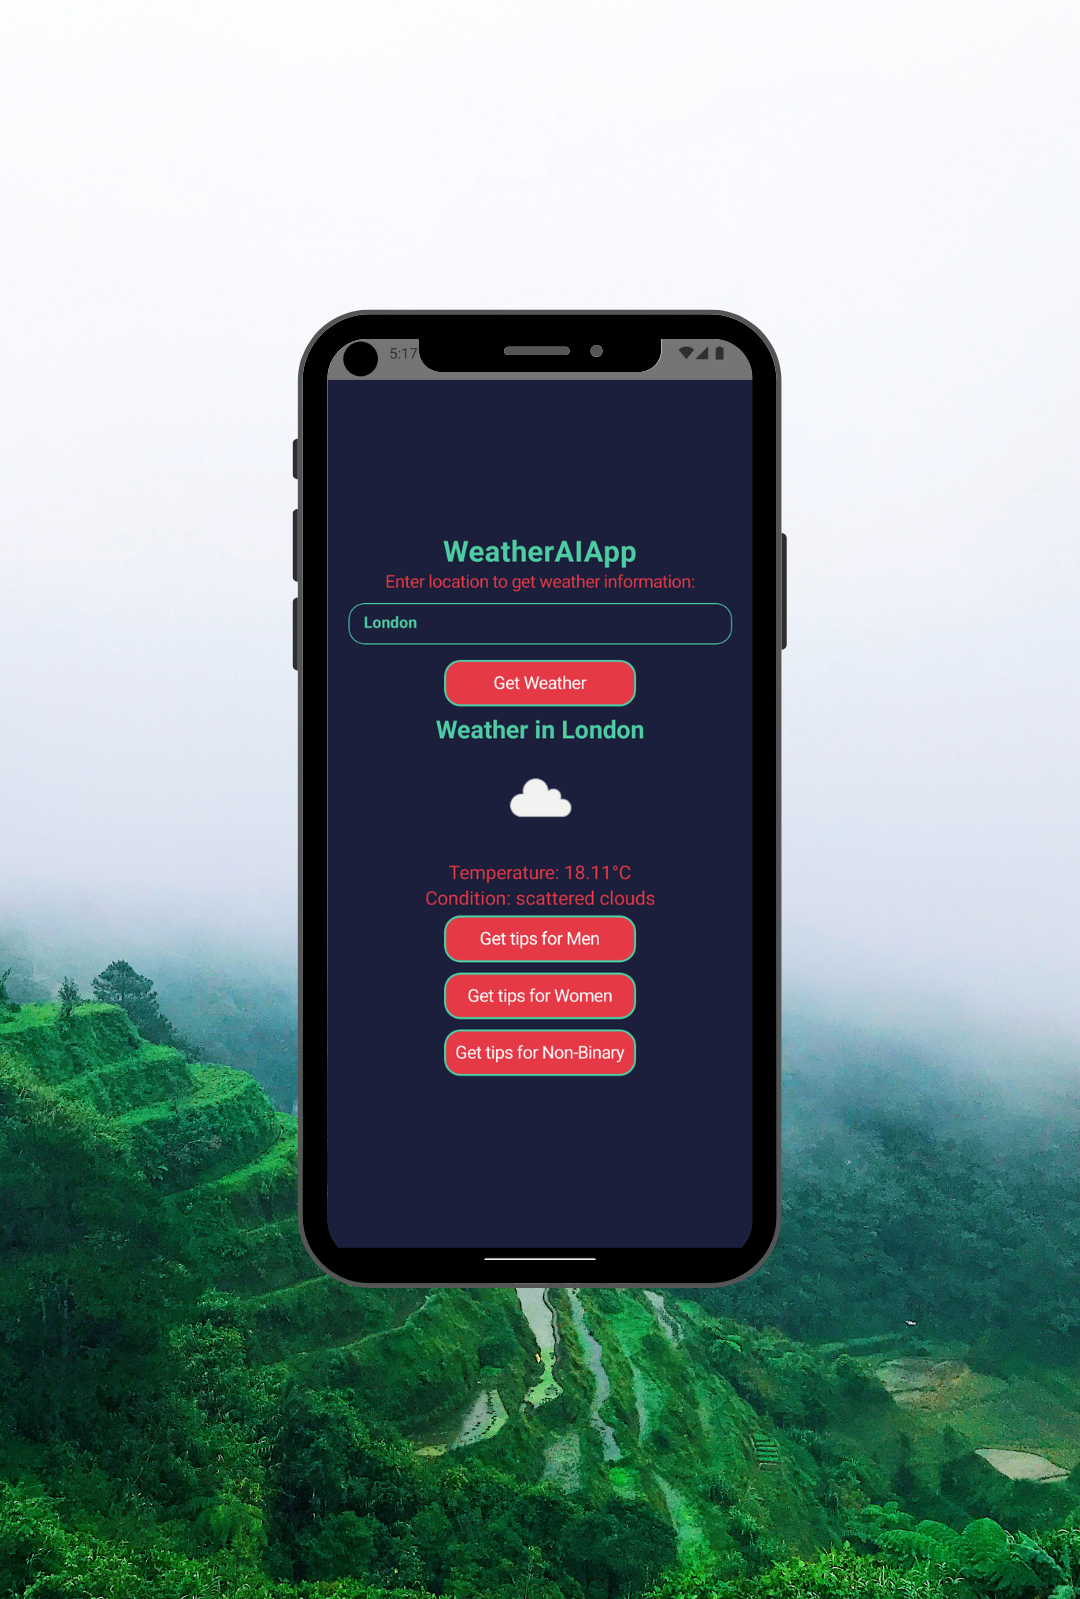 5:17
WeatherAIApp
Enter location to get weather information:
London
Get Weather
Weather in London
Temperature: 18.11°C
Condition: scattered clouds
Get tips for Men
Get tips for Women
Get tips for Non-Binary